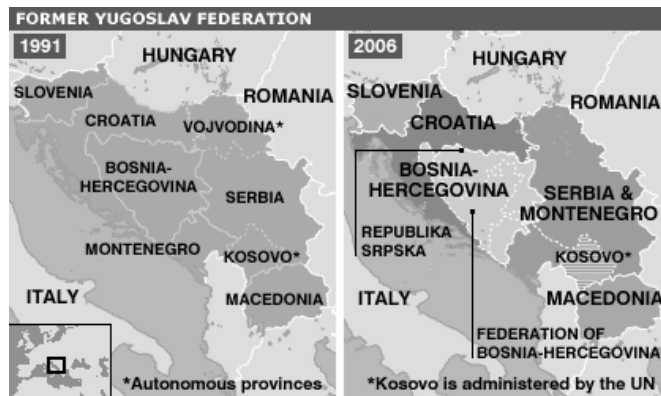 FORMER YUGOSLAV FEDERATION
1991
HUNGARY
SLOVENIA
ROMANIA
CROATIA
VOJVODINA*
BOSNIA-
HERCEGOVINA
SERBIA
MONTENEGRO
KOSOVO*
ITALY
MACEDONIA
*Autonomous provinces
2006
HUNGARY
SLOVENIA
ROMANIA
CROATIA
BOSNIA-
HERCEGOVINA
SERBIA &
MONTENEGRO
REPUBLIKA
SRPSKA
KOSOVO*
ITALY
MACEDONIA
FEDERATION OF
BOSNIA-HERCEGOVINA
*Kosovo is administered by the UN